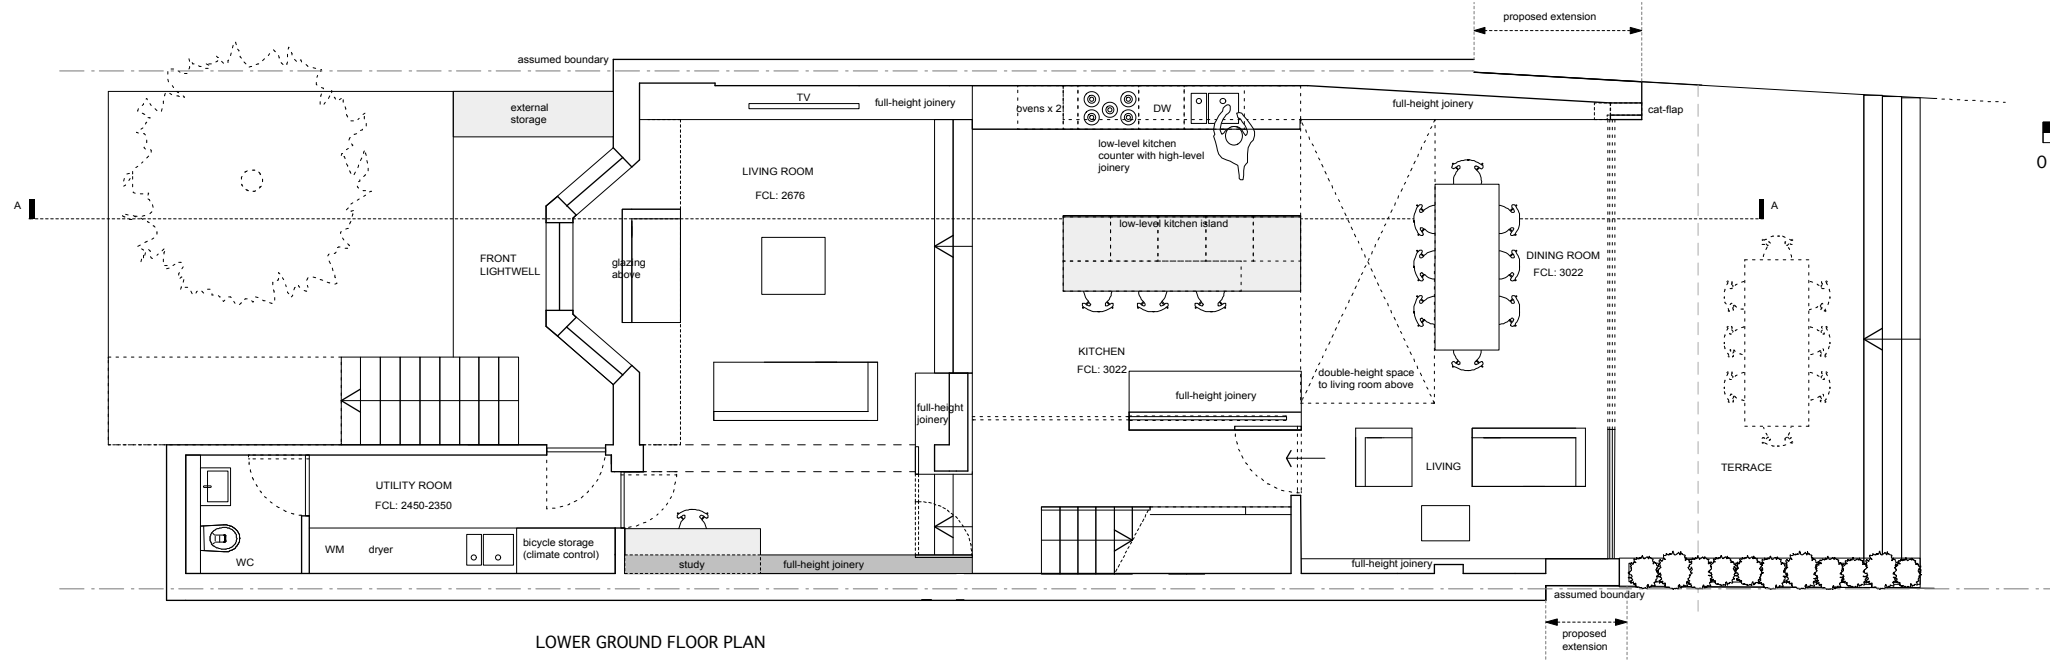 proposed extension
assumed boundary
TV
full-height joinery
ovens x 2
DW
full-height joinery
cat-flap
external
storage
0
low-level kitchen
counter with high-level
joinery
LIVING ROOM
FCL: 2676
A
A
low-level kitchen island
FRONT
LIGHTWELL
glazing
above
DINING ROOM
FCL: 3022
KITCHEN
FCL: 3022
double-height space
to living room above
full-height joinery
full-height
joinery
LIVING
TERRACE
UTILITY ROOM
FCL: 2450-2350
WC
WM
dryer
bicycle storage
(climate control)
study
full-height joinery
full-height joinery
assumed boundary
proposed
extension
LOWER GROUND FLOOR PLAN